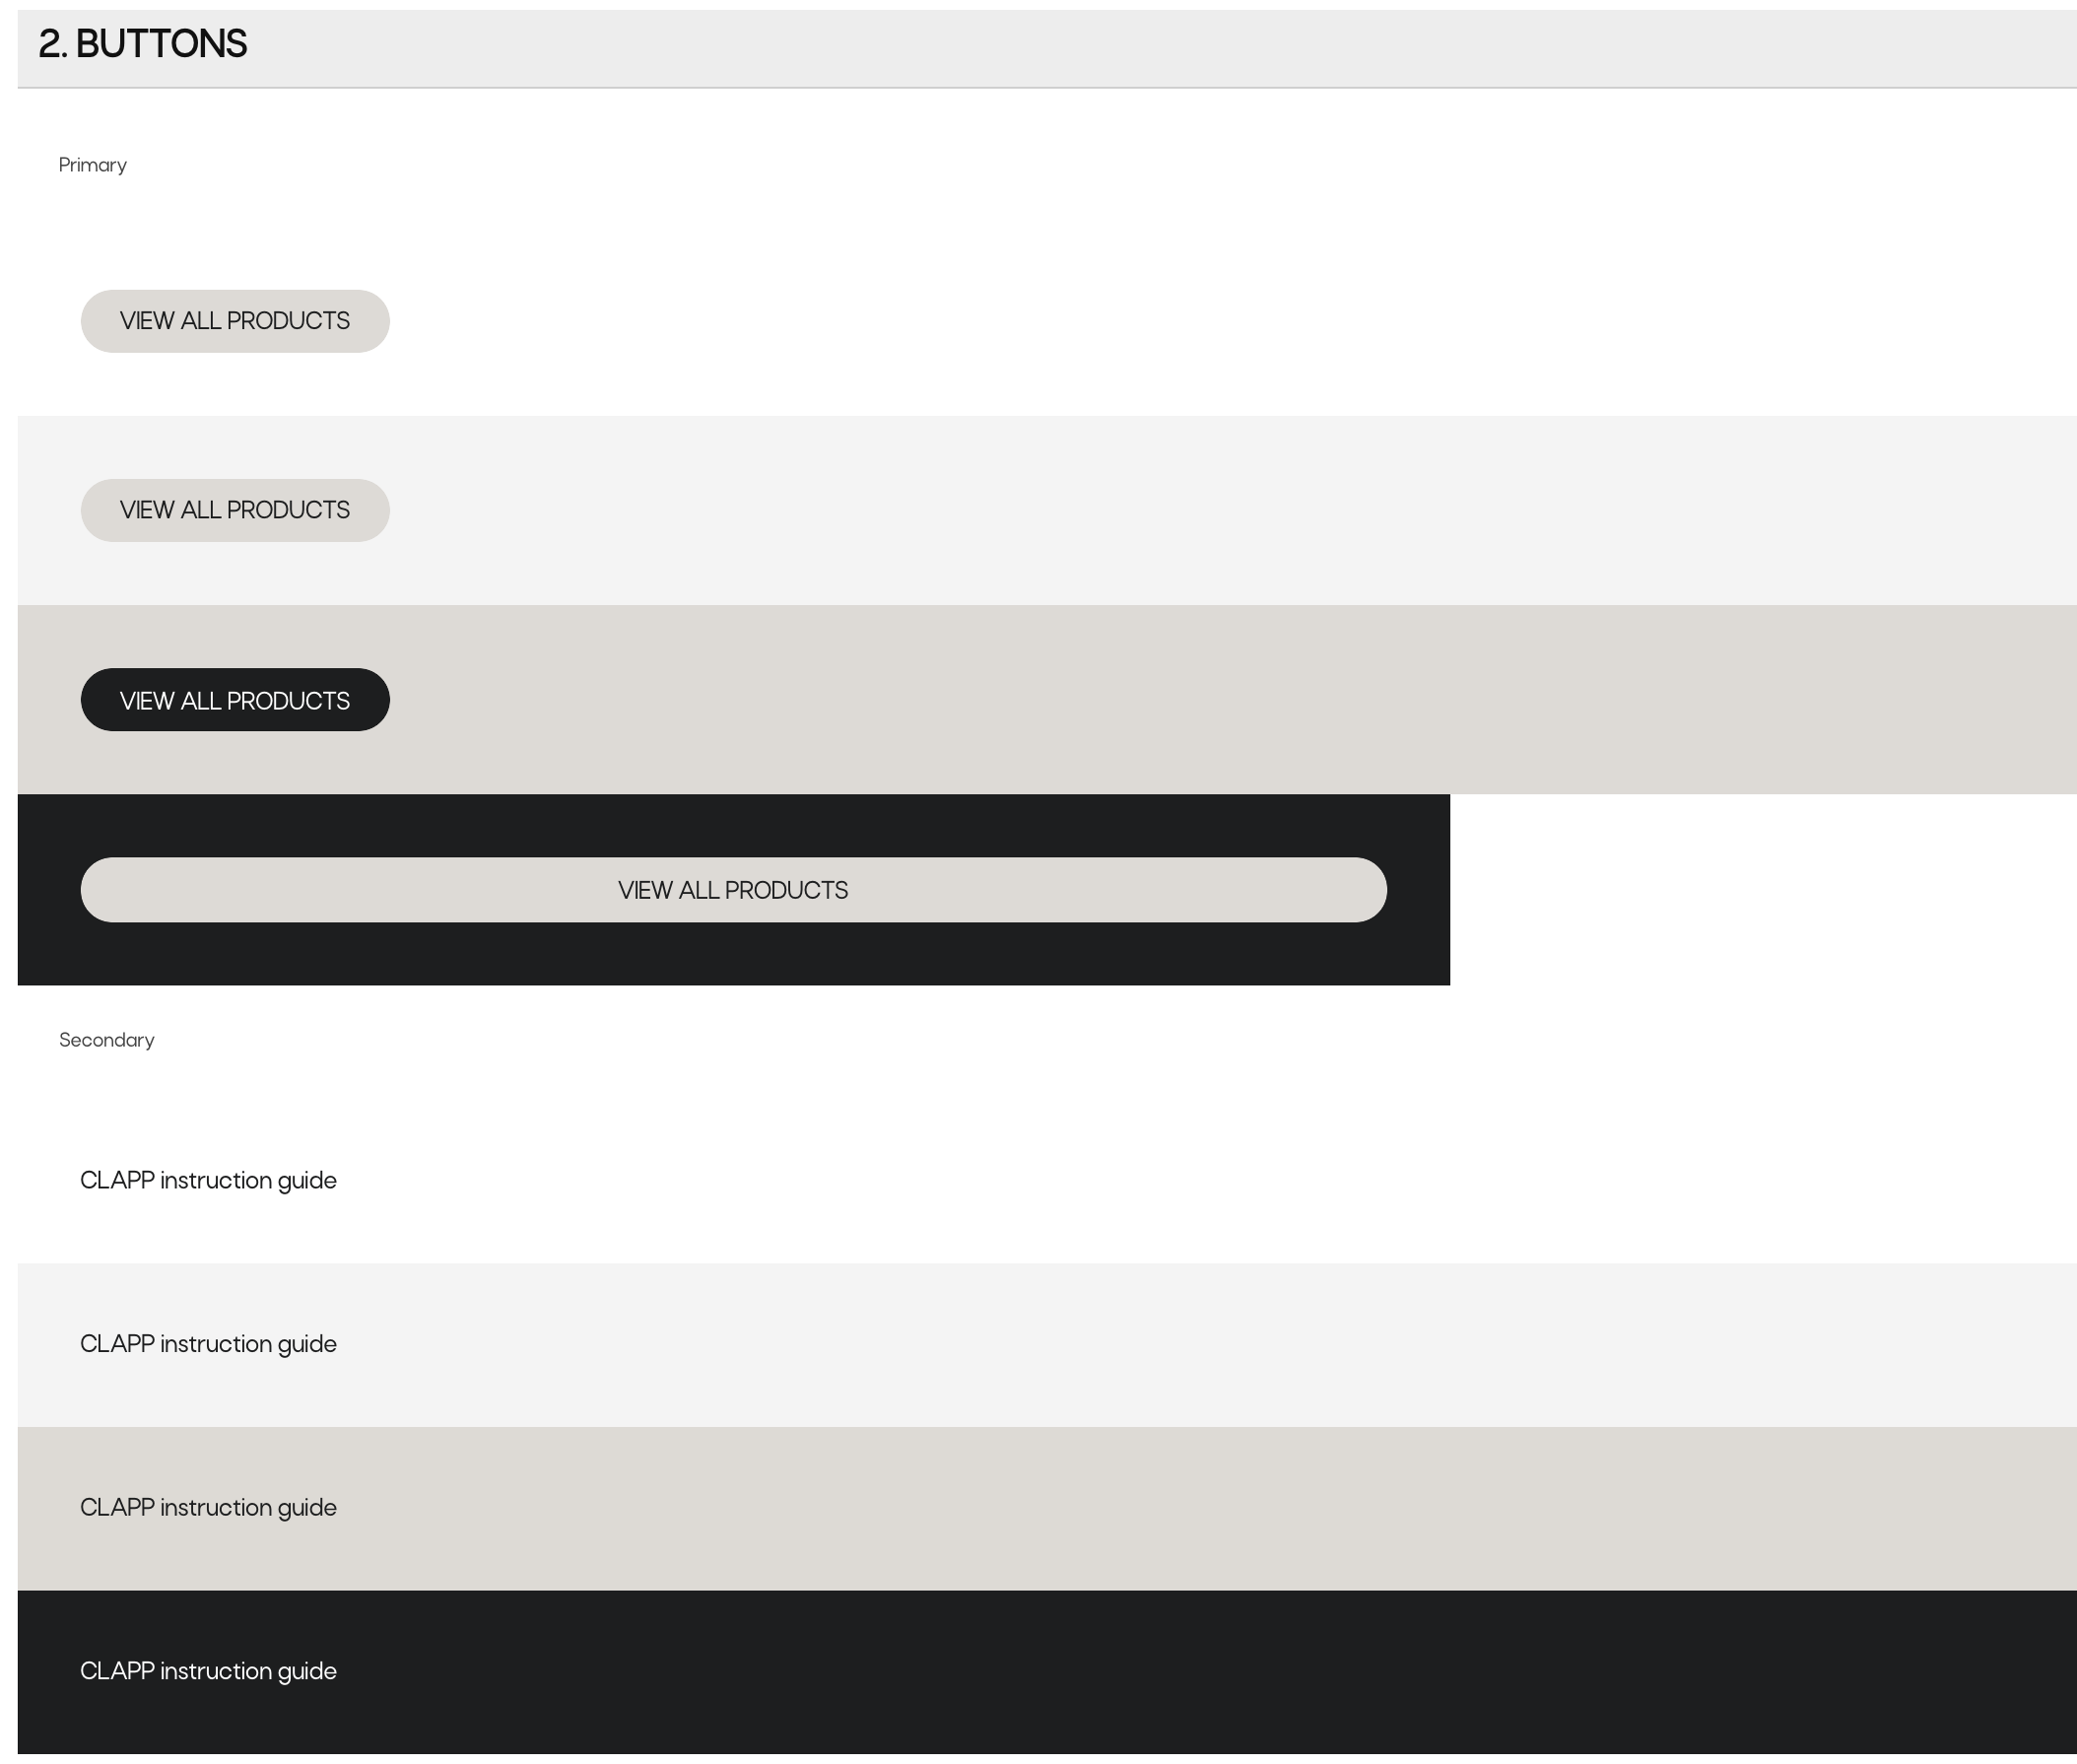 2. BUTTONS
Primary
VIEW ALL PRODUCTS
VIEW ALL PRODUCTS
VIEW ALL PRODUCTS
VIEW ALL PRODUCTS
Secondary
CLAPP instruction guide
CLAPP instruction guide
CLAPP instruction guide
CLAPP instruction guide